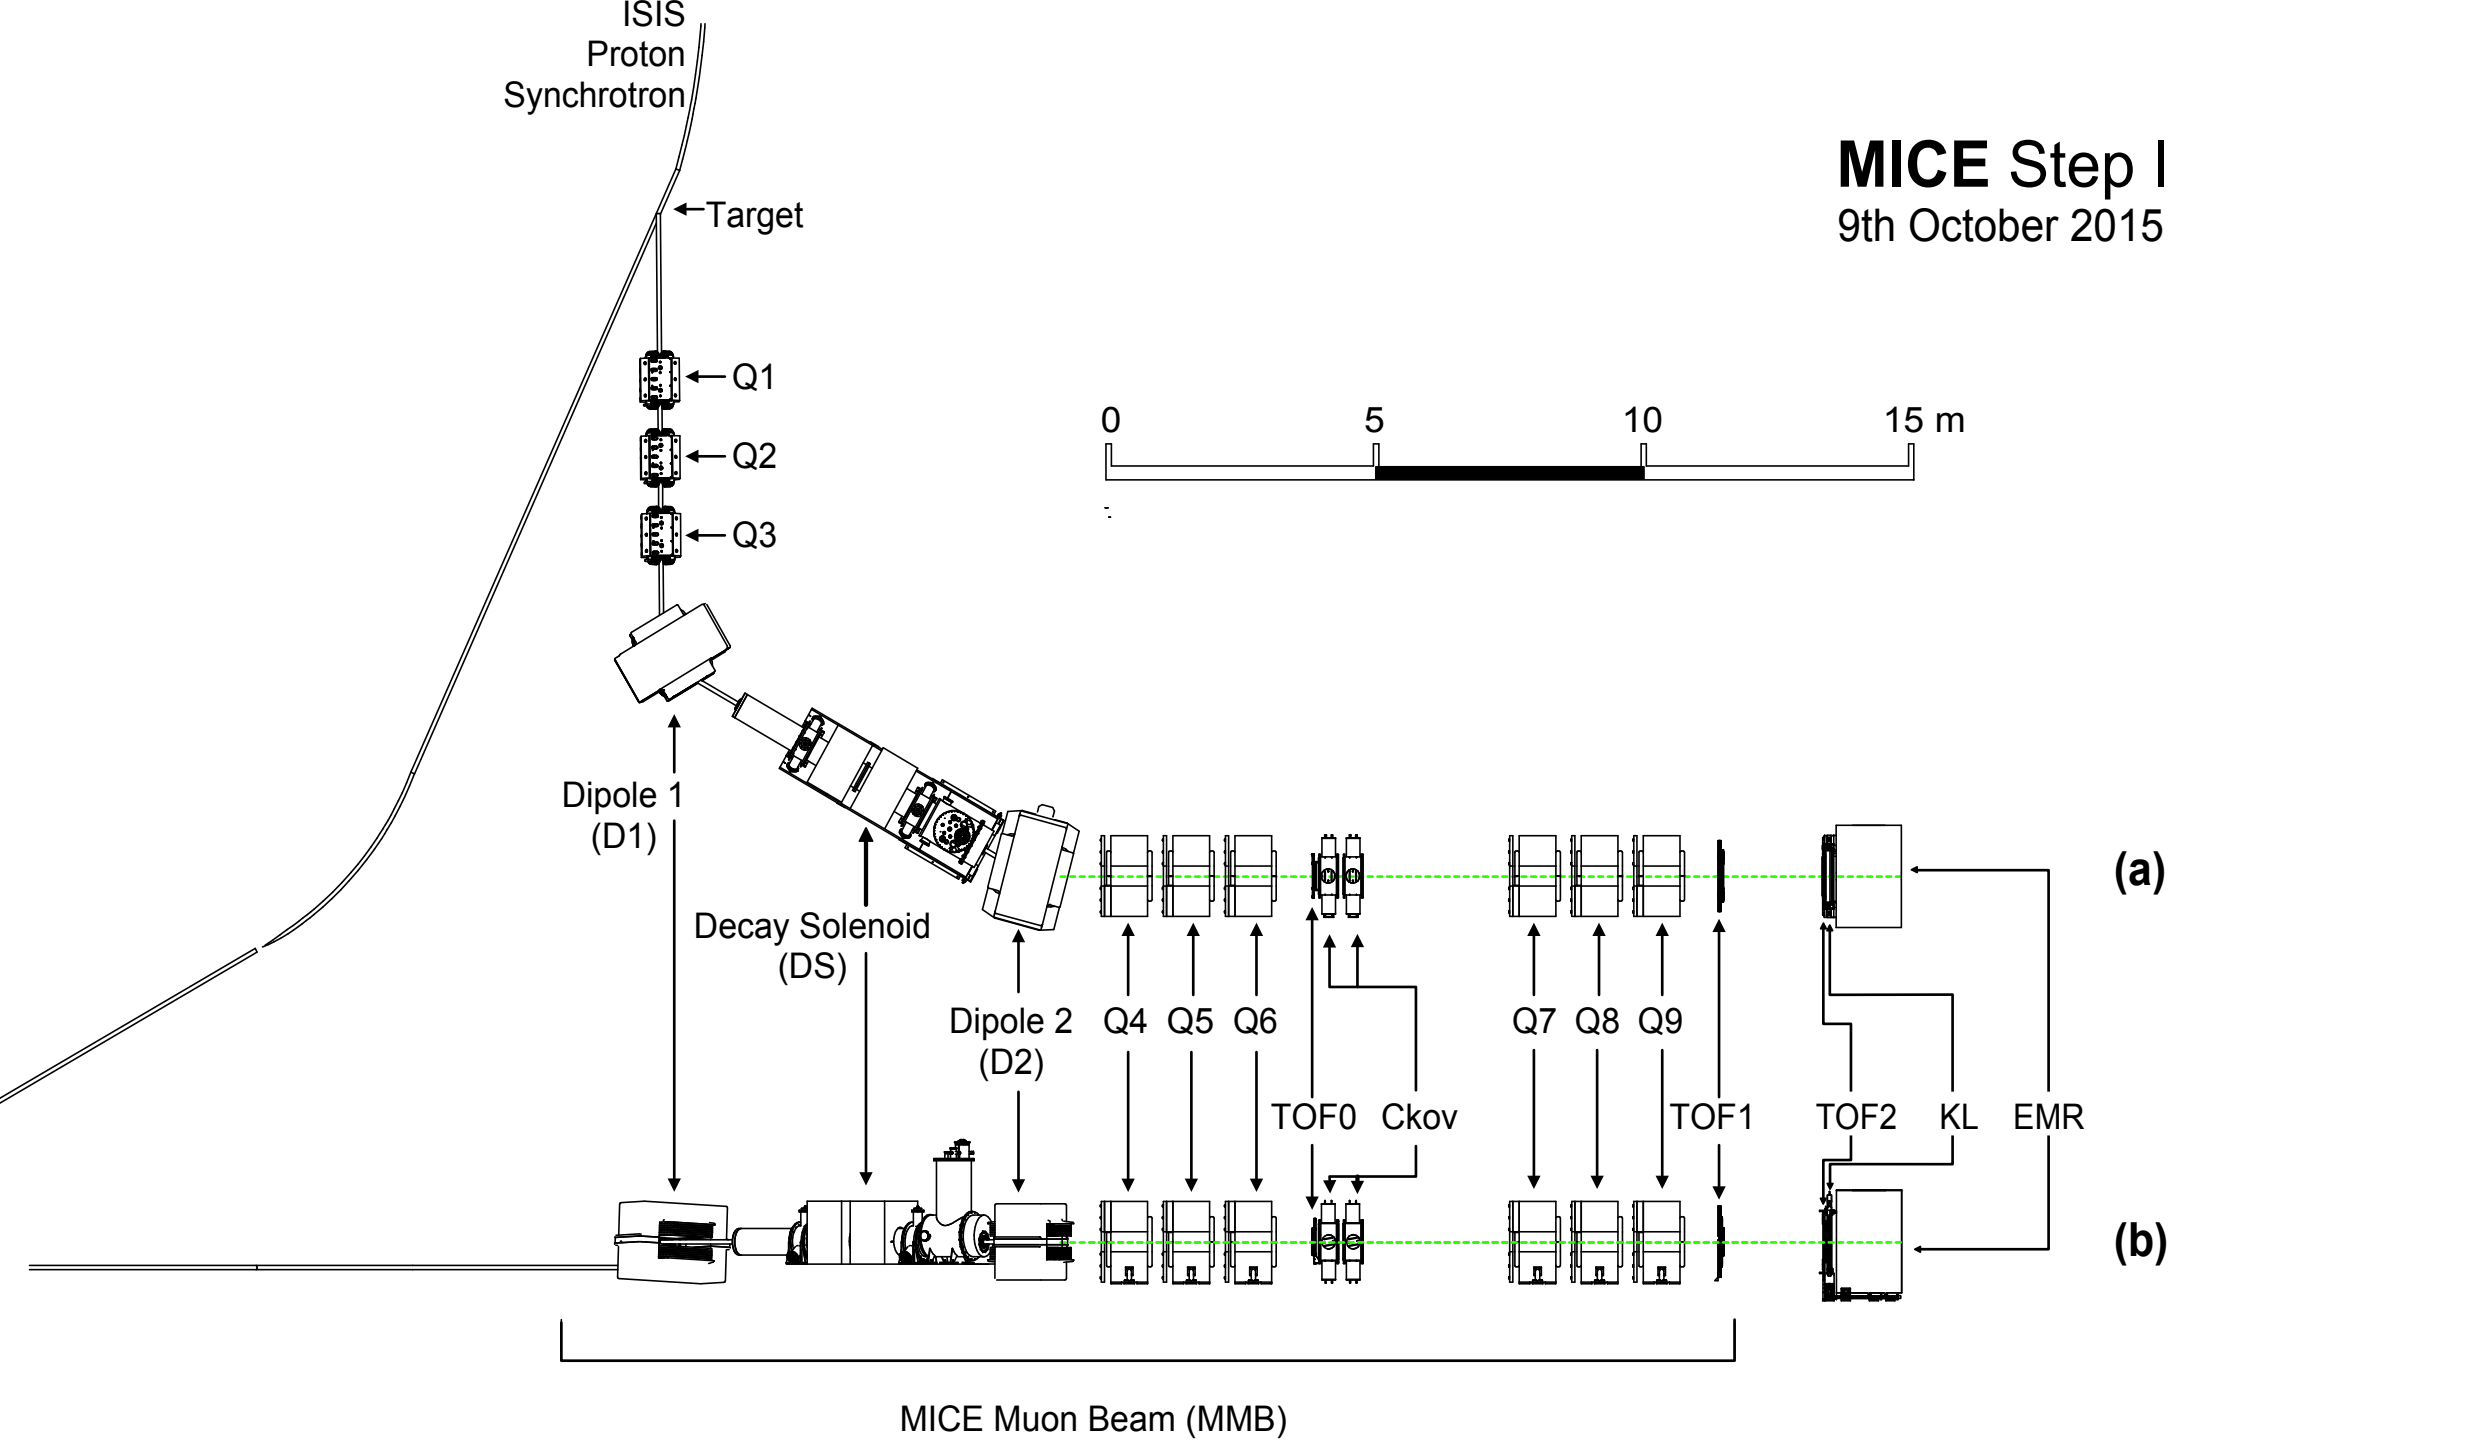 ISIS
Proton
Synchrotron
MICE Step I
9th October 2015
Target
Q1
Q2
Q3
0 5 10 15 m
Dipole 1
(D1)
Decay Solenoid
(DS)
Dipole 2
(D2)
Q4 Q5 Q6 Q7 Q8 Q9
TOF0 Ckov TOF1 TOF2 KL EMR
(a)
(b)
MICE Muon Beam (MMB)